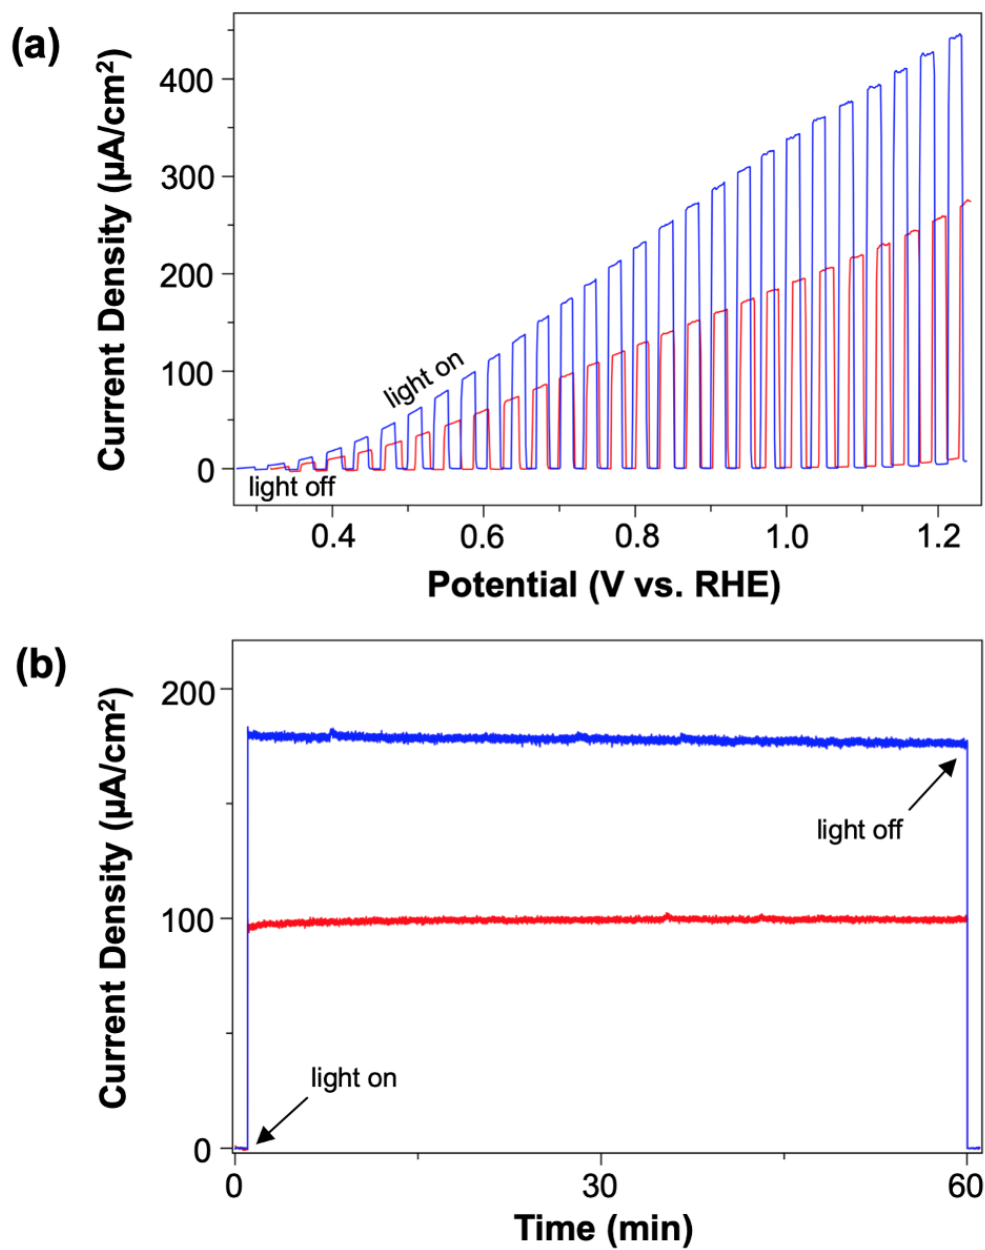 (a)
Current Density (μA/cm²)
400
300
200
100
0
light on
light off
0.4 0.6 0.8 1.0 1.2
Potential (V vs. RHE)
(b)
Current Density (μA/cm²)
200
100
0
light off
light on
0 30 60
Time (min)